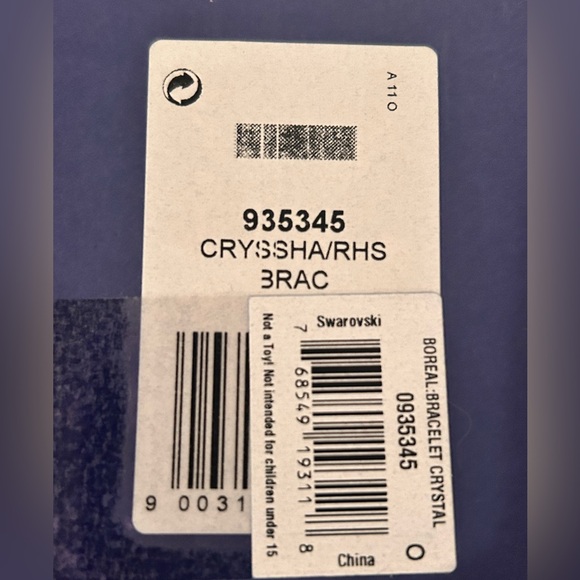 A 11 O
935345
CRYSSHA/RHS
BRAC
9 0031
Swarovski
7 68549 19311 8
China
BOREAL:BRACELET CRYSTAL
0935345
O
Not a Toy! Not intended for children under 15